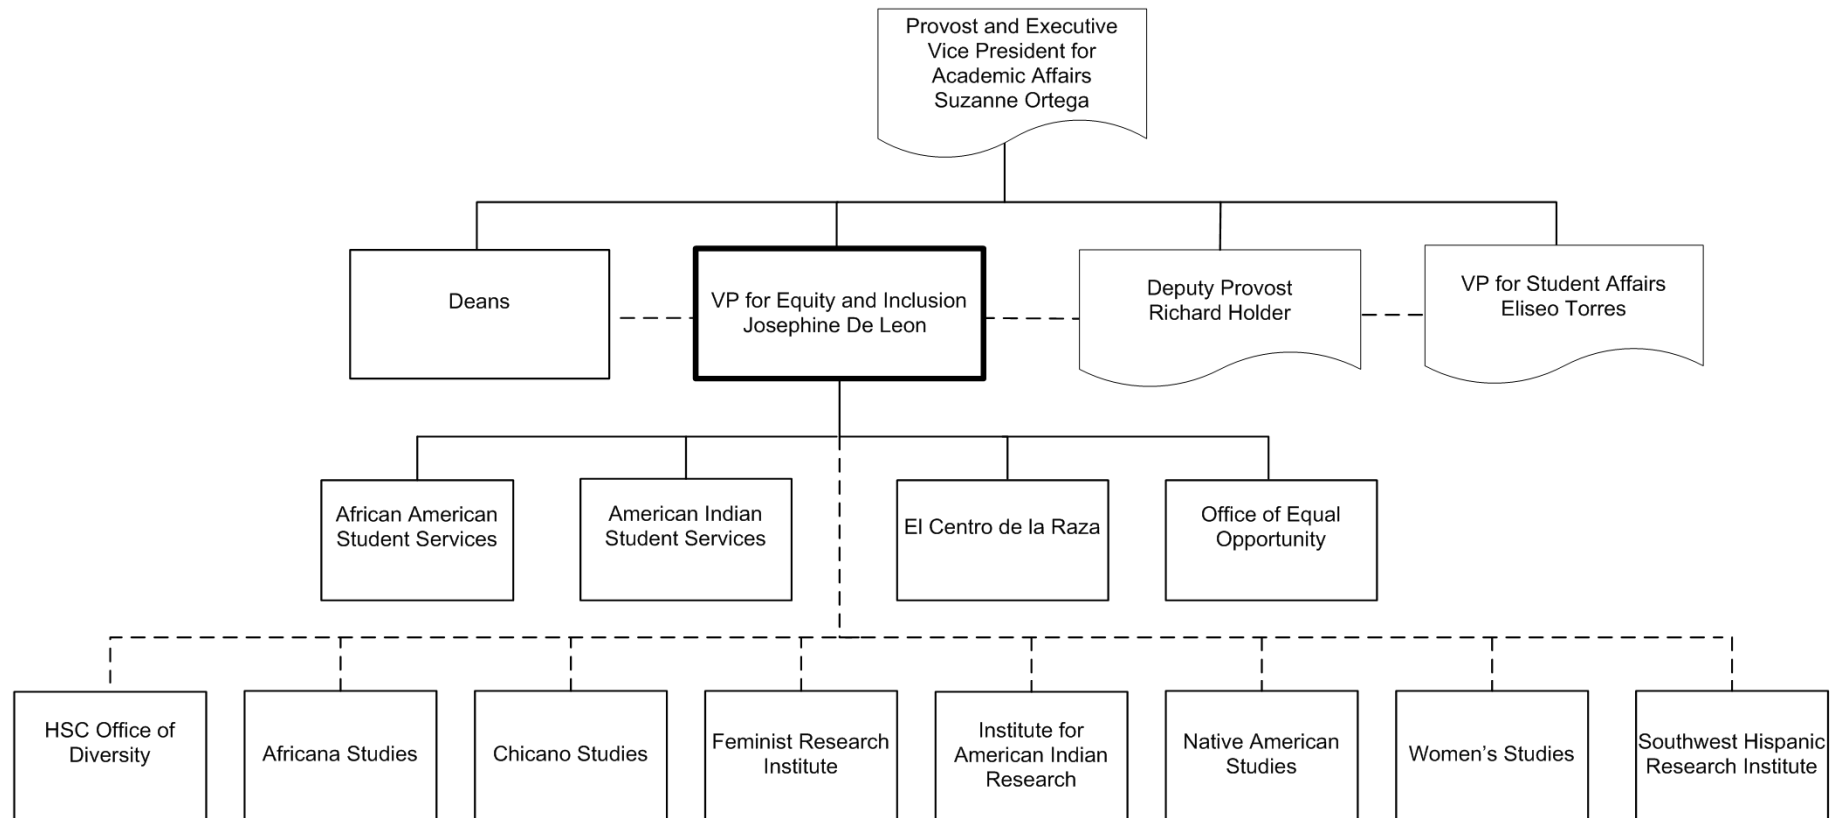 Provost and Executive
Vice President for
Academic Affairs
Suzanne Ortega
Deans
VP for Equity and Inclusion
Josephine De Leon
Deputy Provost
Richard Holder
VP for Student Affairs
Eliseo Torres
African American
Student Services
American Indian
Student Services
El Centro de la Raza
Office of Equal
Opportunity
HSC Office of
Diversity
Africana Studies
Chicano Studies
Feminist Research
Institute
Institute for
American Indian
Research
Native American
Studies
Women's Studies
Southwest Hispanic
Research Institute